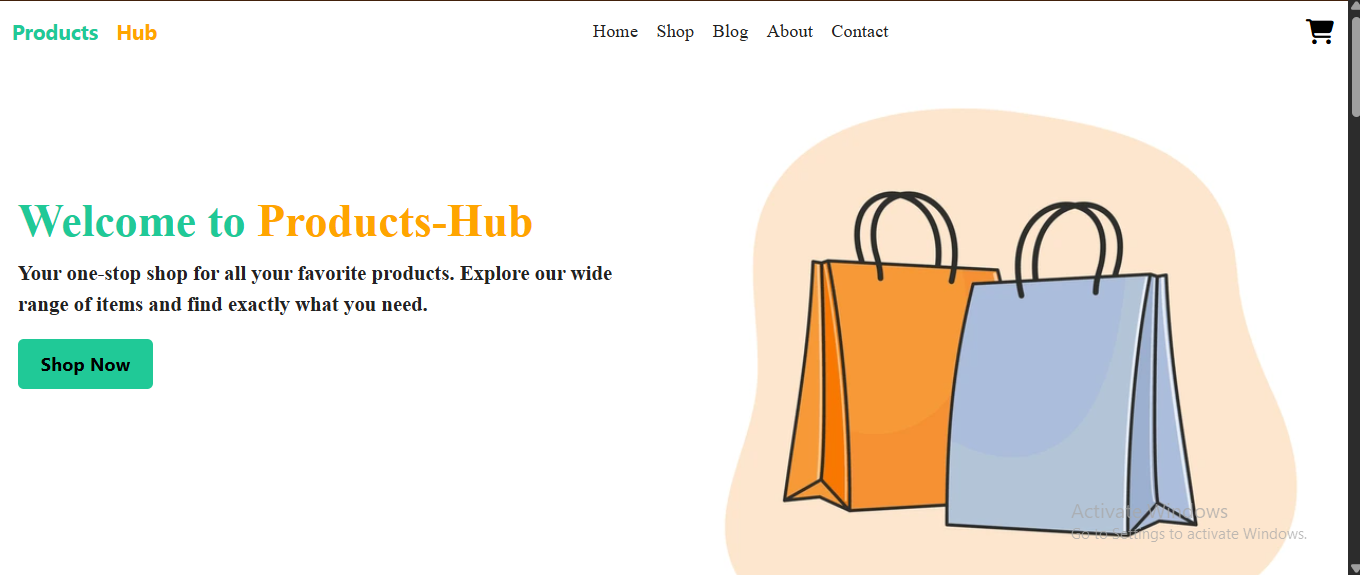 Products Hub
Home Shop Blog About Contact
Welcome to Products-Hub
Your one-stop shop for all your favorite products. Explore our wide
range of items and find exactly what you need.
Shop Now
Activate Windows
Go to Settings to activate Windows.